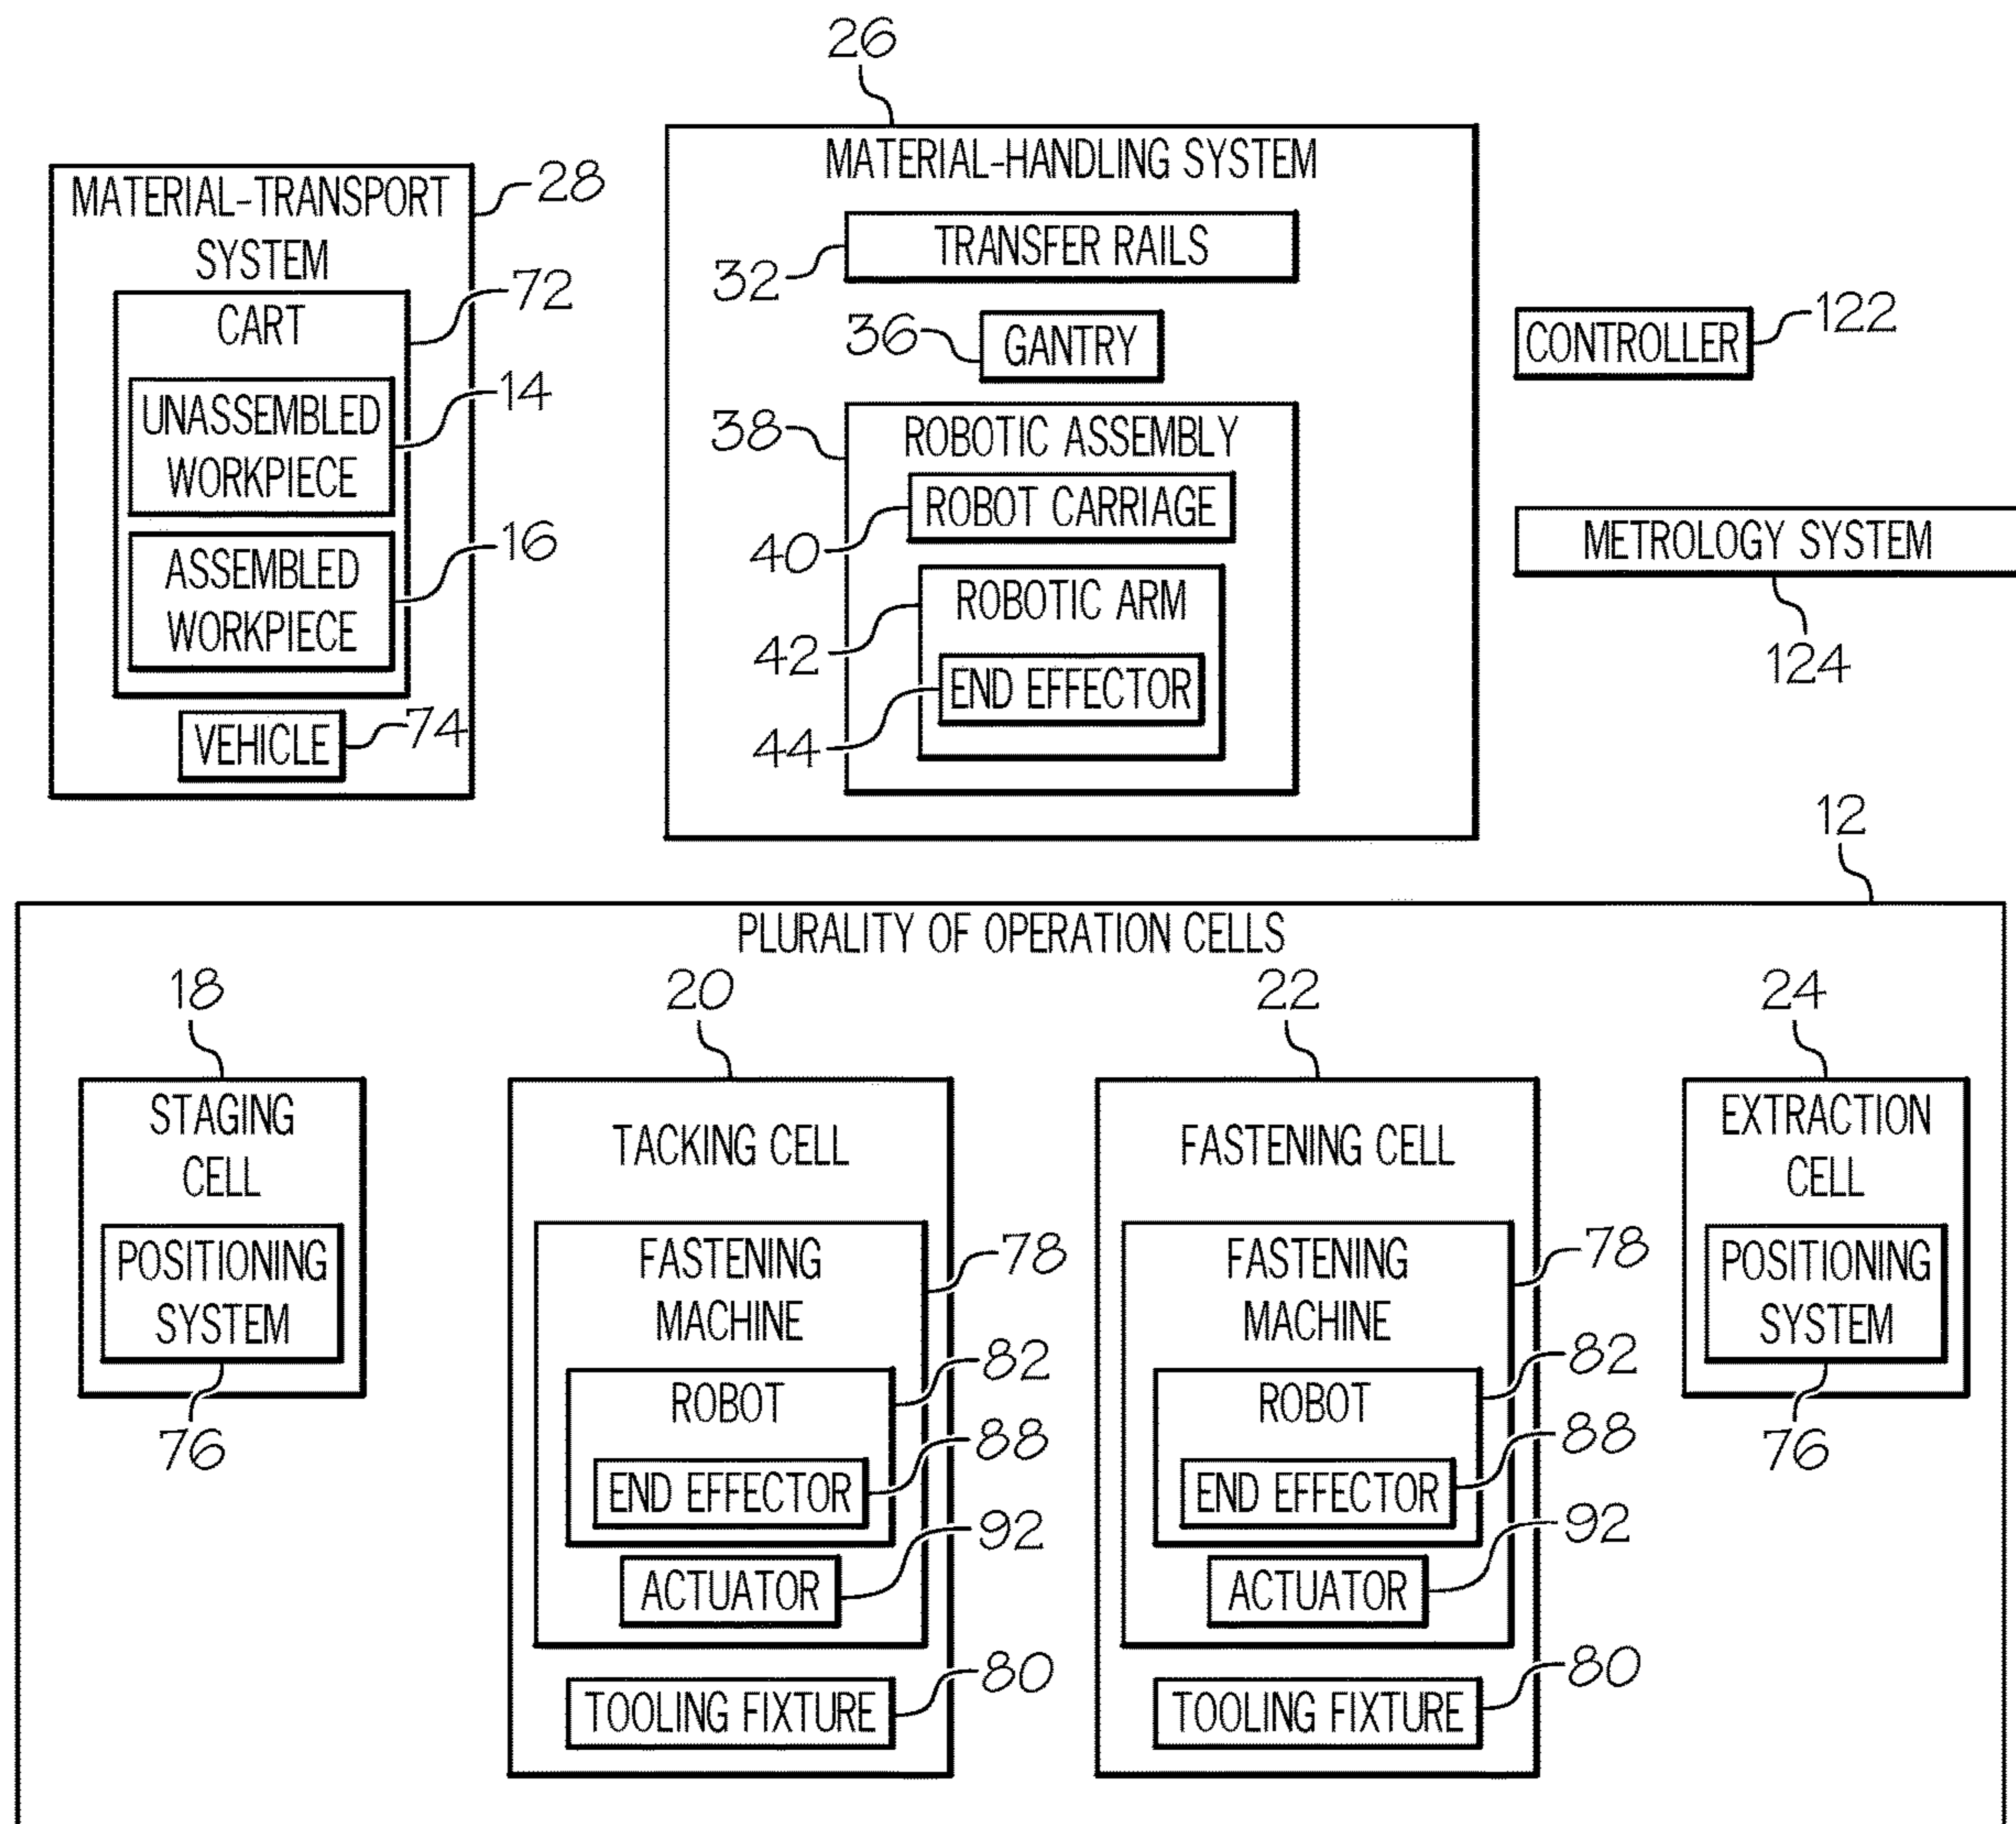 26
MATERIAL-HANDLING SYSTEM
MATERIAL-TRANSPORT
SYSTEM
28
TRANSFER RAILS
32
CART
72
GANTRY
36
CONTROLLER
122
UNASSEMBLED
WORKPIECE
14
38
ROBOTIC ASSEMBLY
ROBOT CARRIAGE
40
METROLOGY SYSTEM
124
ASSEMBLED
WORKPIECE
16
ROBOTIC ARM
42
END EFFECTOR
44
VEHICLE
74
12
PLURALITY OF OPERATION CELLS
18
STAGING
CELL
POSITIONING
SYSTEM
76
20
TACKING CELL
FASTENING
MACHINE
78
ROBOT
82
END EFFECTOR
88
ACTUATOR
92
TOOLING FIXTURE
80
22
FASTENING CELL
FASTENING
MACHINE
78
ROBOT
82
END EFFECTOR
88
ACTUATOR
92
TOOLING FIXTURE
80
24
EXTRACTION
CELL
POSITIONING
SYSTEM
76